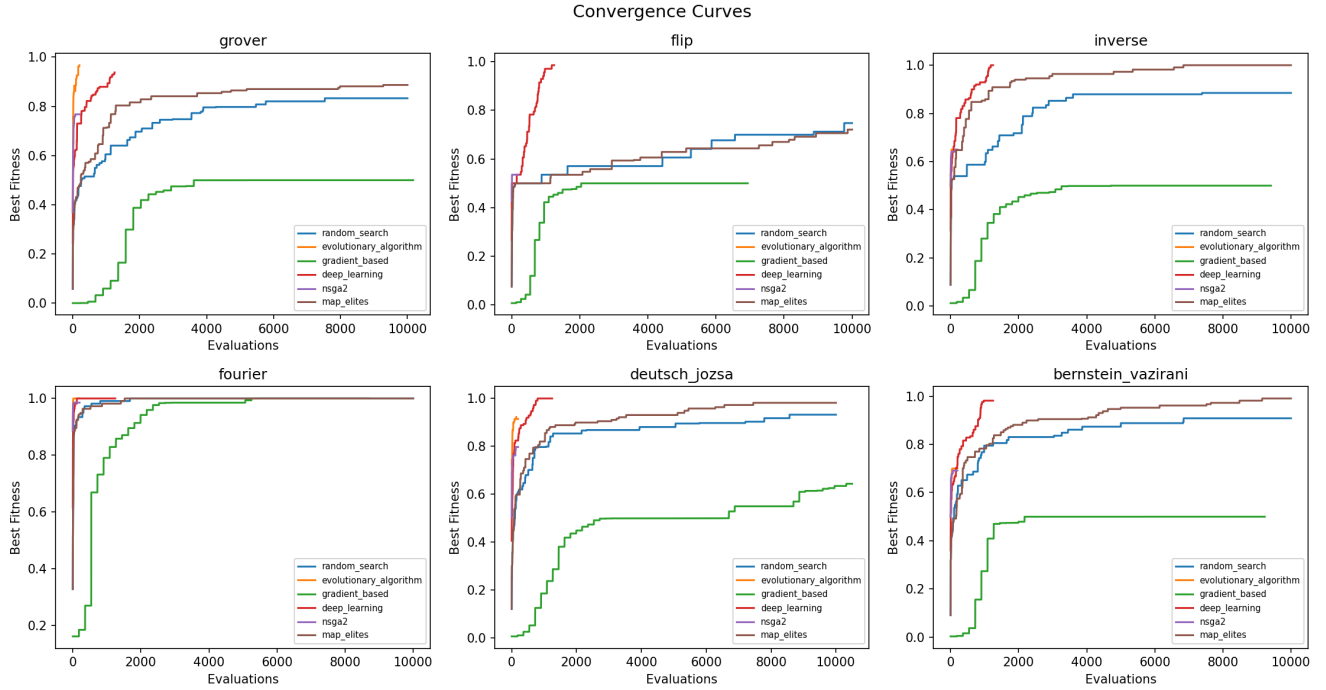 Convergence Curves
grover
Best Fitness
1.0
0.8
0.6
0.4
0.2
0.0
0 2000 4000 6000 8000 10000
Evaluations
random_search
evolutionary_algorithm
gradient_based
deep_learning
nsga2
map_elites
flip
Best Fitness
1.0
0.8
0.6
0.4
0.2
0.0
0 2000 4000 6000 8000 10000
Evaluations
random_search
evolutionary_algorithm
gradient_based
deep_learning
nsga2
map_elites
inverse
Best Fitness
1.0
0.8
0.6
0.4
0.2
0.0
0 2000 4000 6000 8000 10000
Evaluations
random_search
evolutionary_algorithm
gradient_based
deep_learning
nsga2
map_elites
fourier
Best Fitness
1.0
0.8
0.6
0.4
0.2
0 2000 4000 6000 8000 10000
Evaluations
random_search
evolutionary_algorithm
gradient_based
deep_learning
nsga2
map_elites
deutsch_jozsa
Best Fitness
1.0
0.8
0.6
0.4
0.2
0.0
0 2000 4000 6000 8000 10000
Evaluations
random_search
evolutionary_algorithm
gradient_based
deep_learning
nsga2
map_elites
bernstein_vazirani
Best Fitness
1.0
0.8
0.6
0.4
0.2
0.0
0 2000 4000 6000 8000 10000
Evaluations
random_search
evolutionary_algorithm
gradient_based
deep_learning
nsga2
map_elites